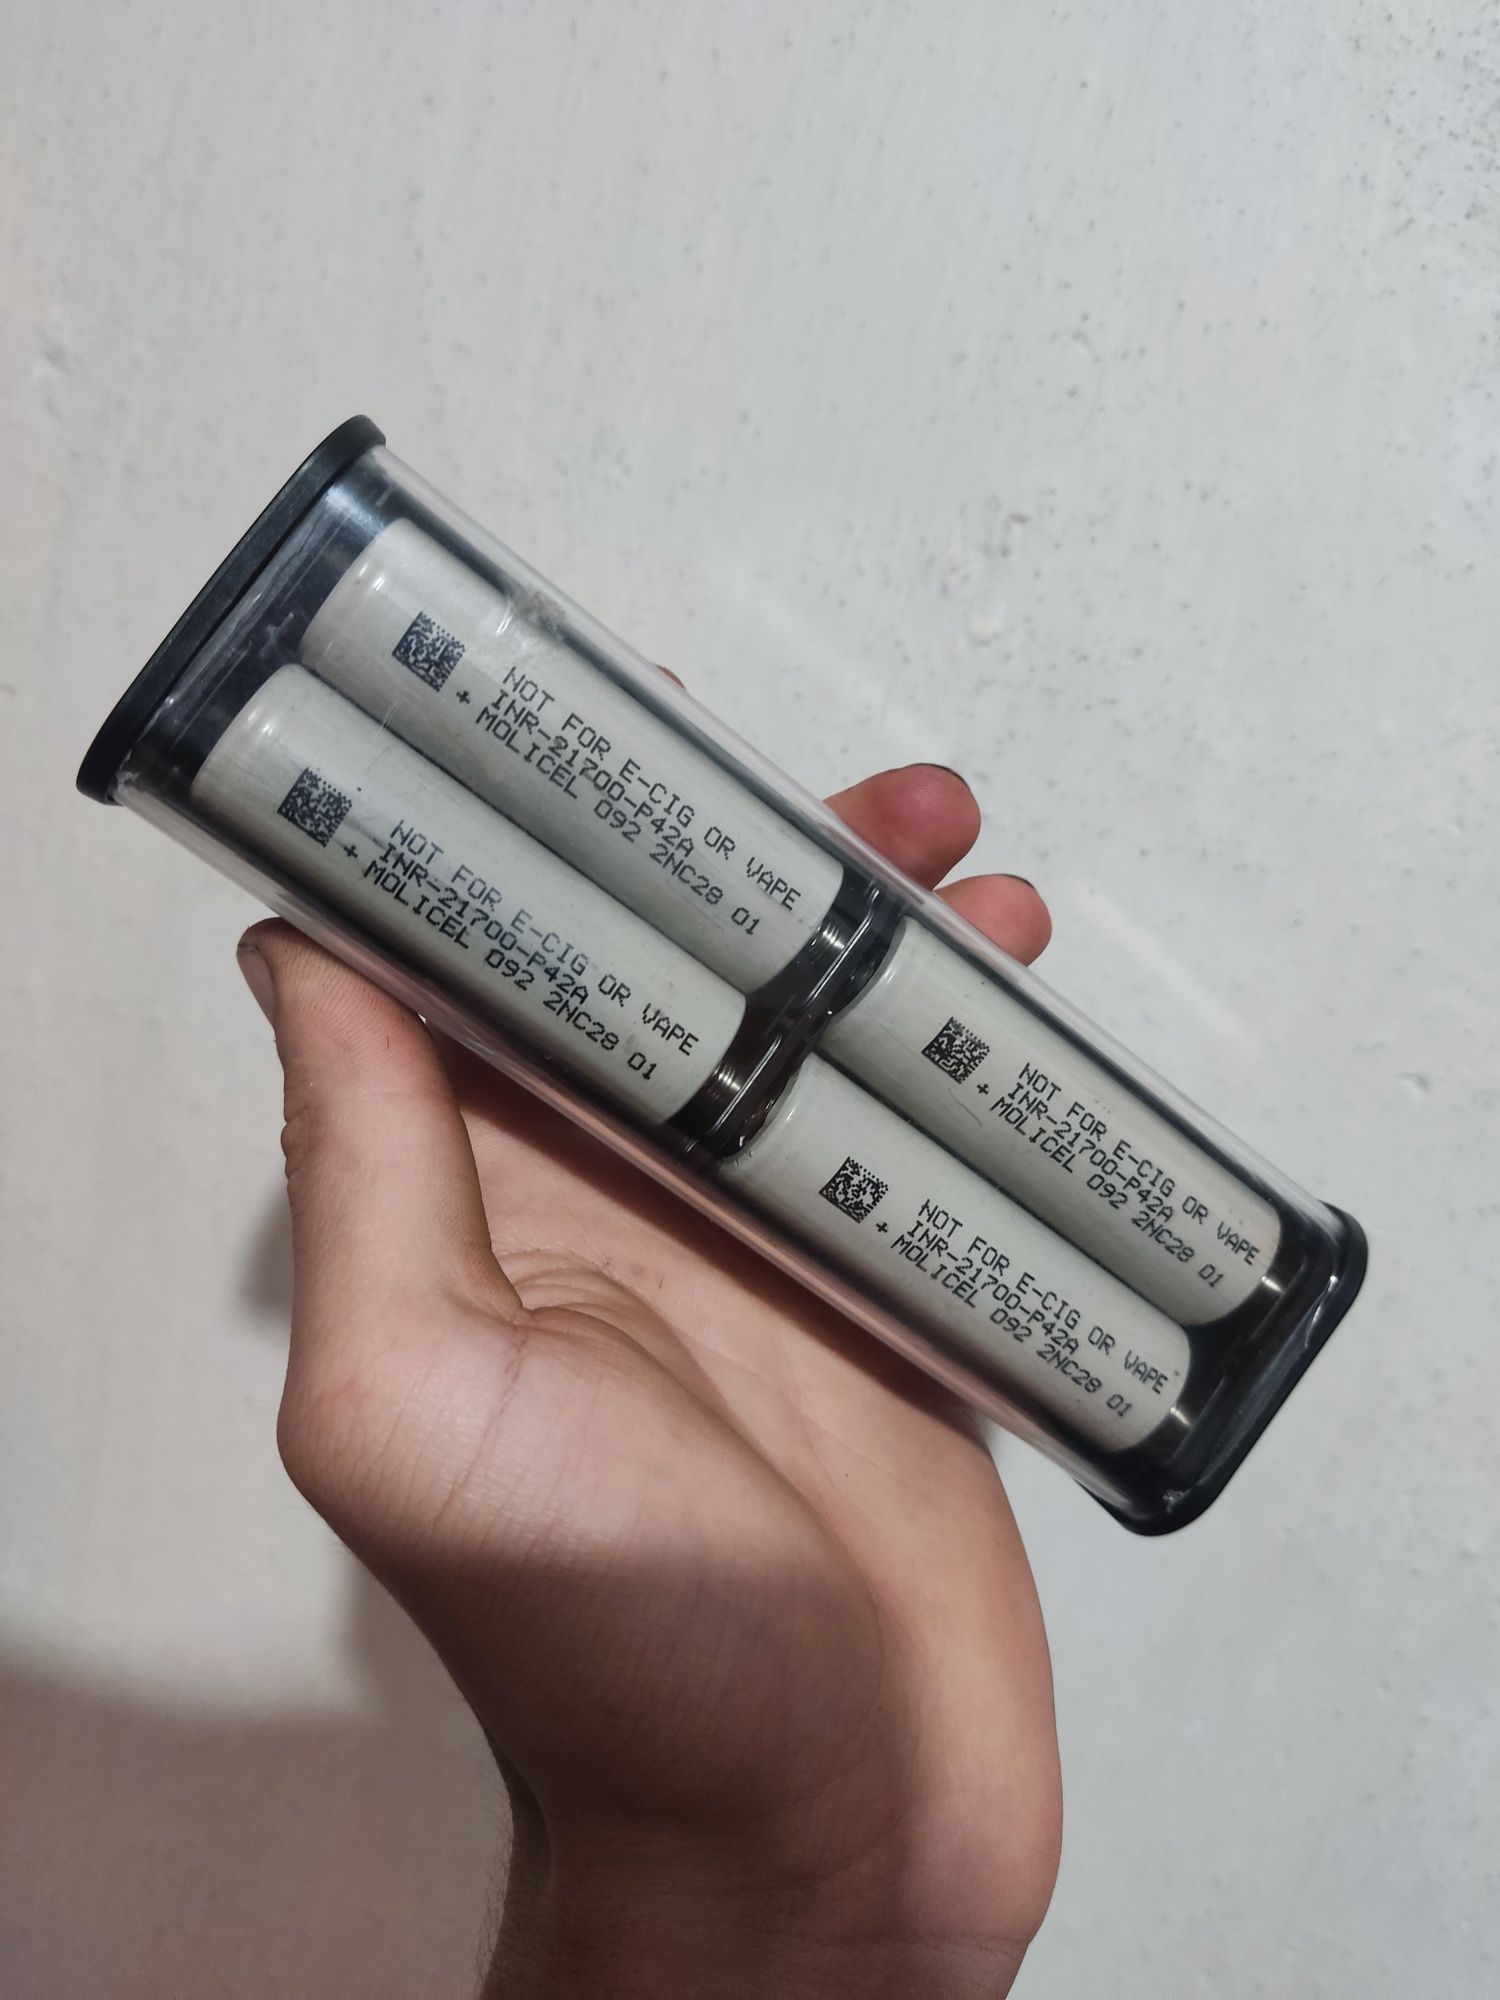 NOT FOR E-CIG OR VAPE
INR-21700-P42A
+ MOLICEL 092 2NC28 01
NOT FOR E-CIG OR VAPE
INR-21700-P42A
+ MOLICEL 092 2NC28 01
NOT FOR E-CIG OR VAPE
INR-21700-P42A
+ MOLICEL 092 2NC28 01
NOT FOR E-CIG OR VAPE
INR-21700-P42A
+ MOLICEL 092 2NC28 01